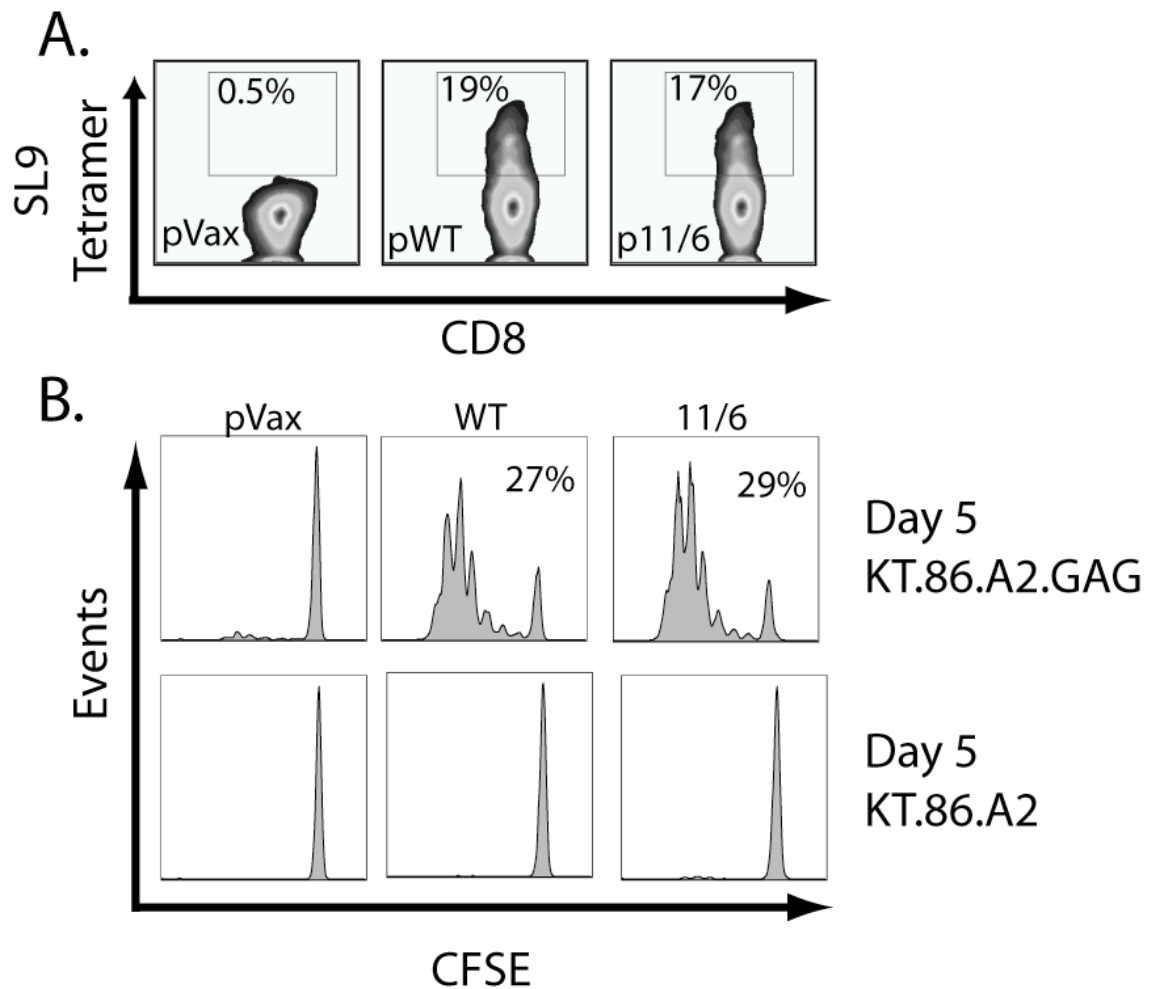 A.
SL9
Tetramer
0.5%
19%
17%
pVax
pWT
p11/6
CD8
B.
pVax
WT
11/6
27%
29%
Day 5
KT.86.A2.GAG
Events
Day 5
KT.86.A2
CFSE